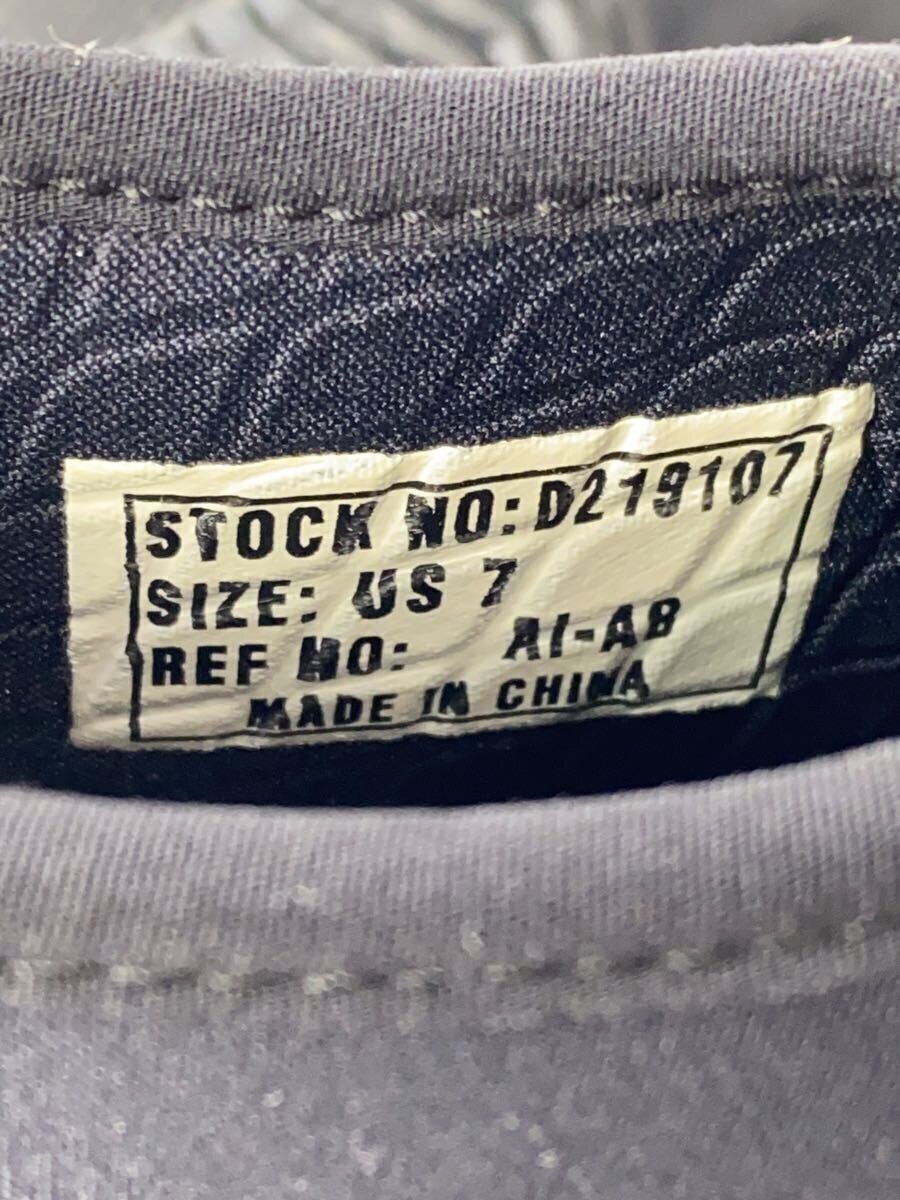 STOCK NO: D219107
SIZE: US 7
REF NO: AI-AB
MADE IN CHINA